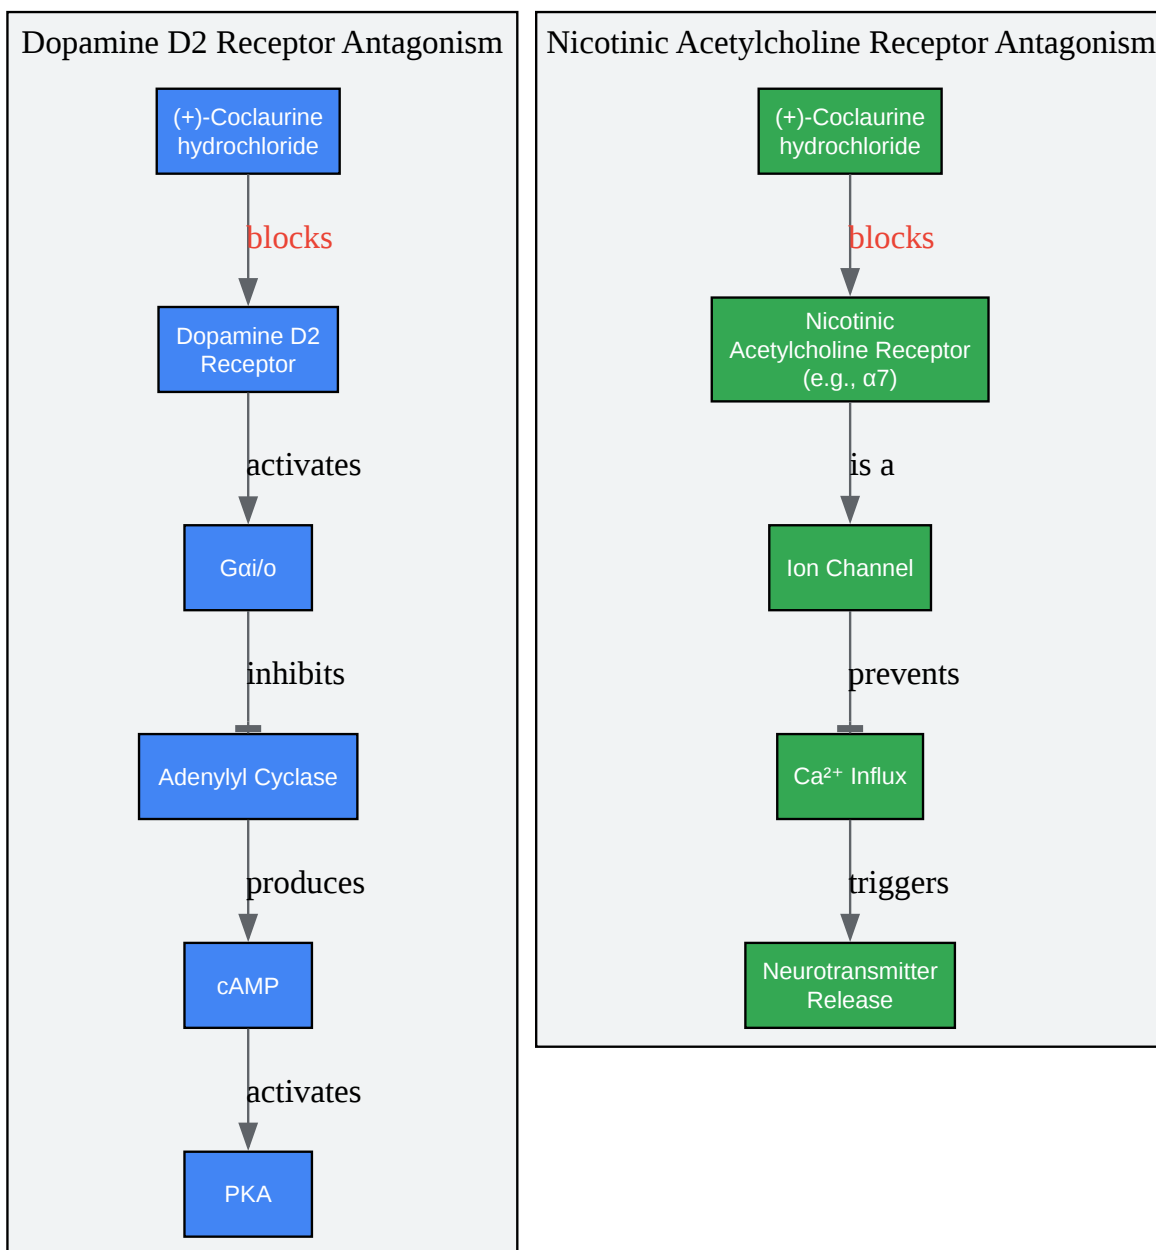 Dopamine D2 Receptor Antagonism
(+)-Coclaurine
hydrochloride
blocks
Dopamine D2
Receptor
activates
Gαi/o
inhibits
Adenylyl Cyclase
produces
cAMP
activates
PKA
Nicotinic Acetylcholine Receptor Antagonism
(+)-Coclaurine
hydrochloride
blocks
Nicotinic
Acetylcholine Receptor
(e.g., α7)
is a
Ion Channel
prevents
Ca²⁺ Influx
triggers
Neurotransmitter
Release